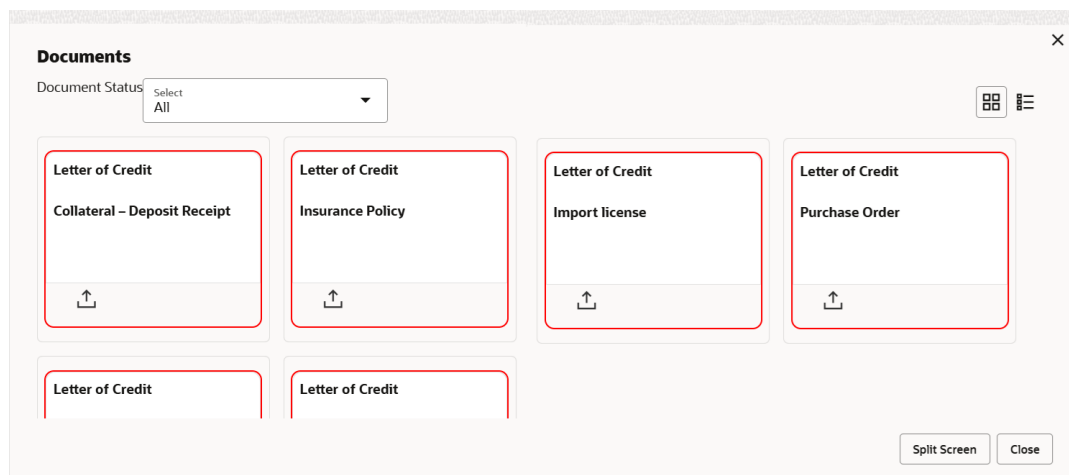 Documents
Document Status
Select
All
Letter of Credit
Collateral – Deposit Receipt
Letter of Credit
Insurance Policy
Letter of Credit
Import license
Letter of Credit
Purchase Order
Letter of Credit
Letter of Credit
Split Screen
Close